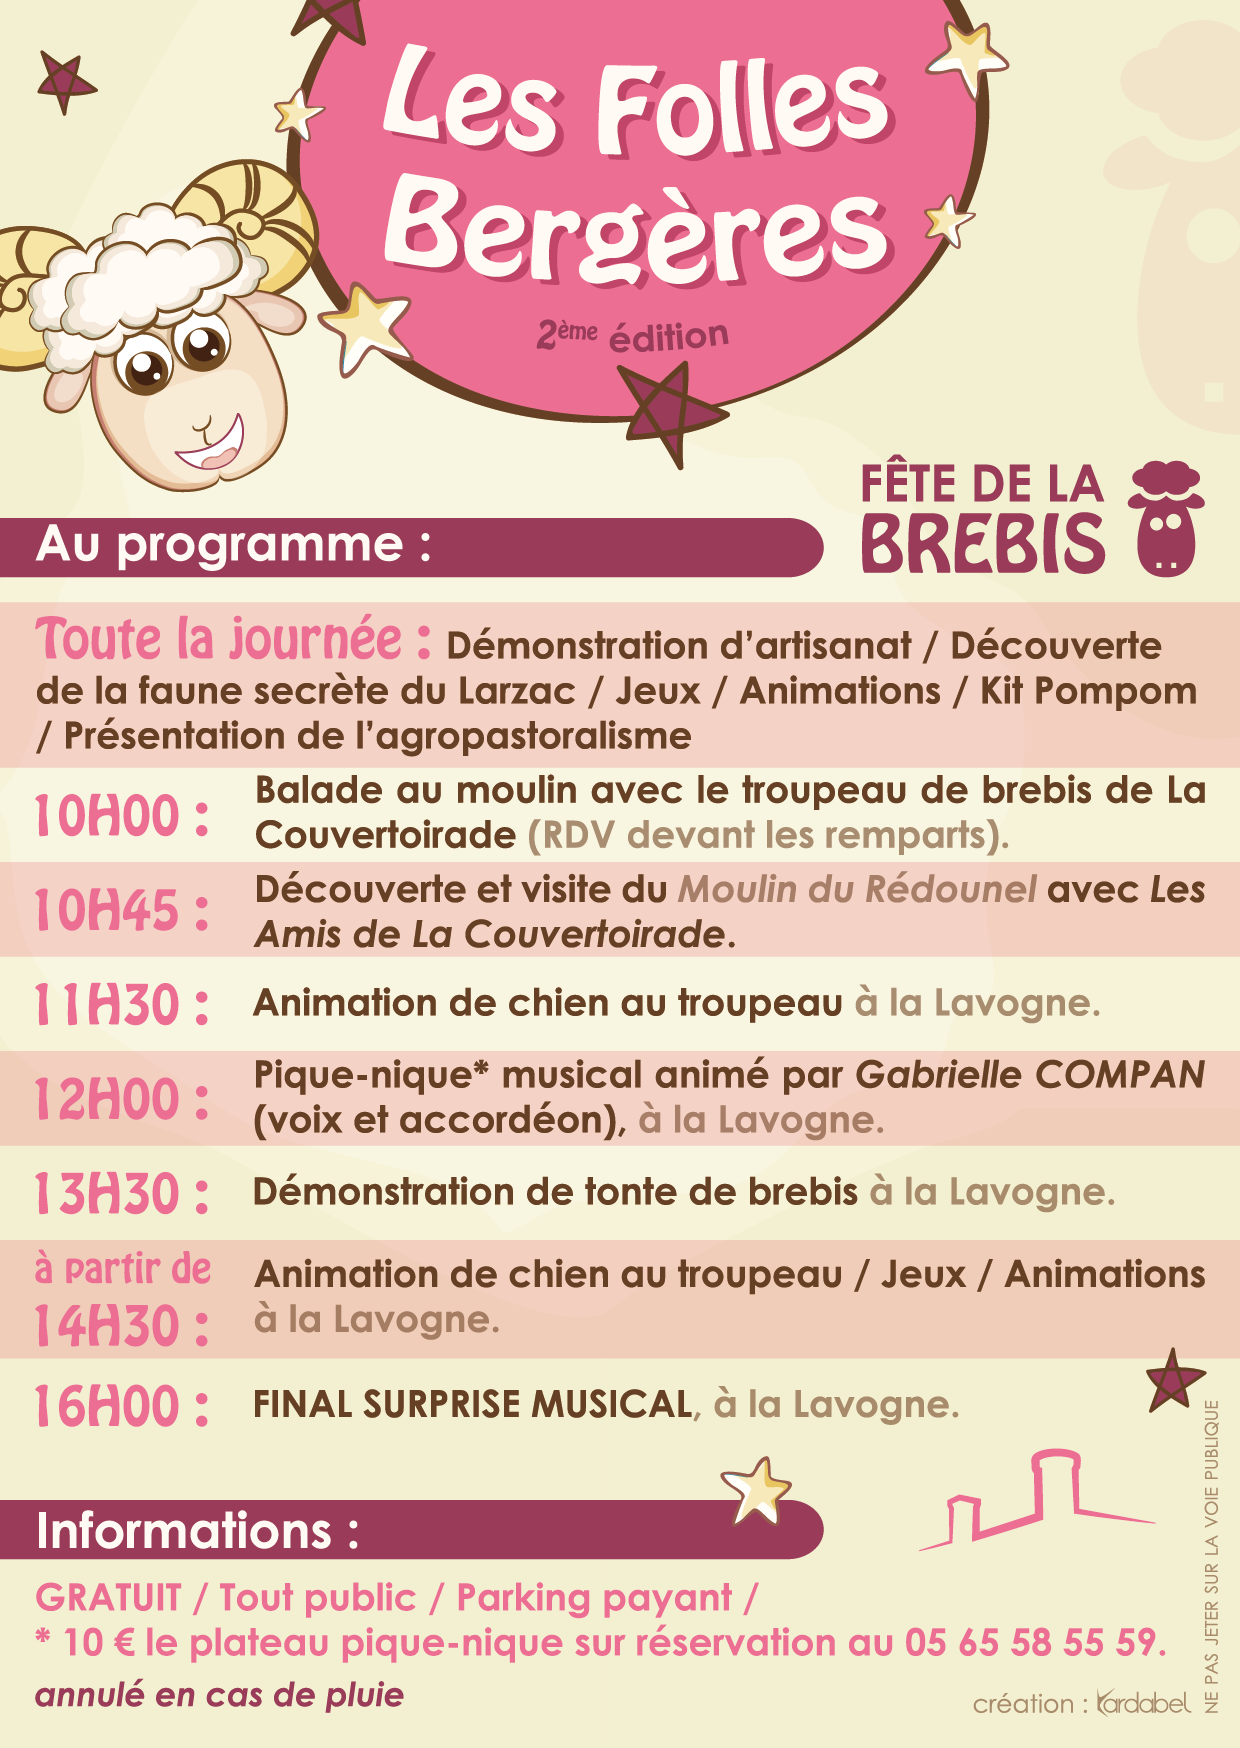 Les Folles
Bergères
2ème édition
FÊTE DE LA
BREBIS
Au programme :
Toute la journée : Démonstration d’artisanat / Découverte
de la faune secrète du Larzac / Jeux / Animations / Kit Pompom
/ Présentation de l’agropastoralisme
10H00 : Balade au moulin avec le troupeau de brebis de La
Couvertoirade (RDV devant les remparts).
10H45 : Découverte et visite du Moulin du Rédounel avec Les
Amis de La Couvertoirade.
11H30 : Animation de chien au troupeau à la Lavogne.
12H00 : Pique-nique* musical animé par Gabrielle COMPAN
(voix et accordéon), à la Lavogne.
13H30 : Démonstration de tonte de brebis à la Lavogne.
à partir de
14H30 : Animation de chien au troupeau / Jeux / Animations
à la Lavogne.
16H00 : FINAL SURPRISE MUSICAL, à la Lavogne.
Informations :
GRATUIT / Tout public / Parking payant /
* 10 € le plateau pique-nique sur réservation au 05 65 58 55 59.
annulé en cas de pluie
création : Kardabel
NE PAS JETER SUR LA VOIE PUBLIQUE